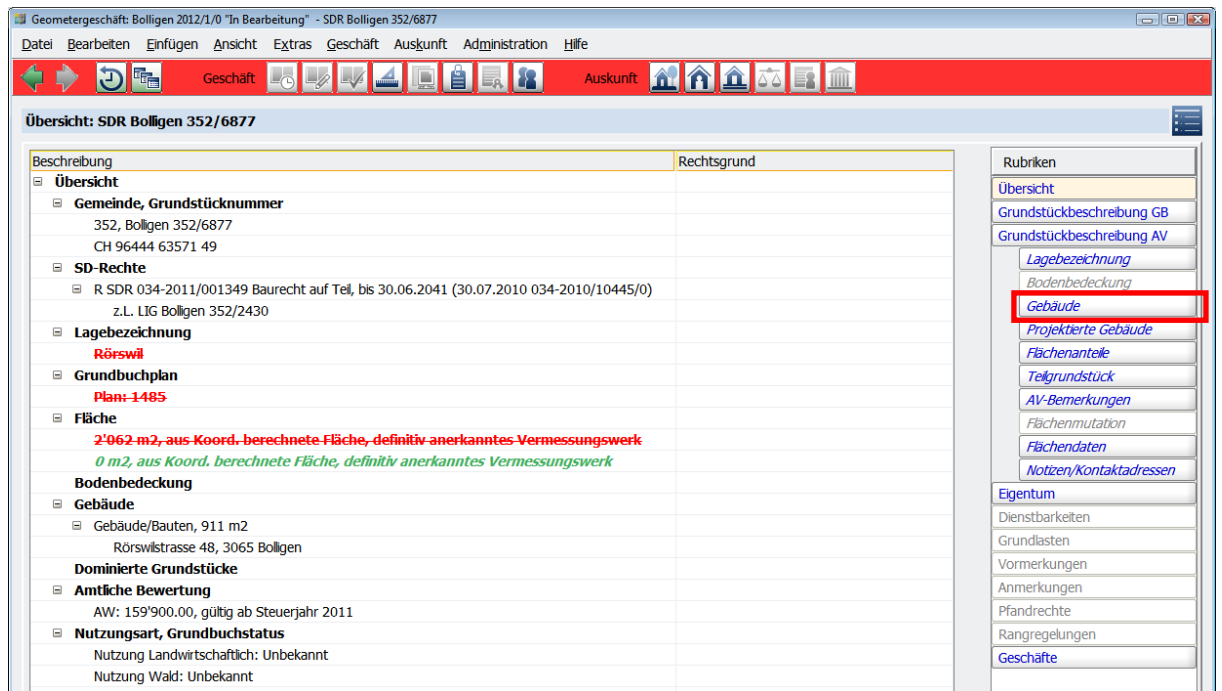 Geometergeschäft: Bolligen 2012/1/0 "In Bearbeitung" - SDR Bolligen 352/6877
Datei Bearbeiten Einfügen Ansicht Extras Geschäft Auskunft Administration Hilfe
Geschäft Auskunft
Übersicht: SDR Bolligen 352/6877
Beschreibung Rechtsgrund
Übersicht
Gemeinde, Grundstücknummer
352, Bolligen 352/6877
CH 96444 63571 49
SD-Rechte
R SDR 034-2011/001349 Baurecht auf Teil, bis 30.06.2041 (30.07.2010 034-2010/10445/0)
z.L. LIG Bolligen 352/2430
Lagebezeichnung
Rörswil
Grundbuchplan
Plan: 1485
Fläche
2'062 m2, aus Koord. berechnete Fläche, definitiv anerkanntes Vermessungswerk
0 m2, aus Koord. berechnete Fläche, definitiv anerkanntes Vermessungswerk
Bodenbedeckung
Gebäude
Gebäude/Bauten, 911 m2
Rörswilstrasse 48, 3065 Bolligen
Dominierte Grundstücke
Amtliche Bewertung
AW: 159'900.00, gültig ab Steuerjahr 2011
Nutzungsart, Grundbuchstatus
Nutzung Landwirtschaftlich: Unbekannt
Nutzung Wald: Unbekannt
Rubriken
Übersicht
Grundstückbeschreibung GB
Grundstückbeschreibung AV
Lagebezeichnung
Bodenbedeckung
Gebäude
Projektierte Gebäude
Flächenanteile
Teilgrundstück
AV-Bemerkungen
Flächenmutation
Flächendaten
Notizen/Kontaktadressen
Eigentum
Dienstbarkeiten
Grundlasten
Vormerkungen
Anmerkungen
Pfandrechte
Rangregelungen
Geschäfte